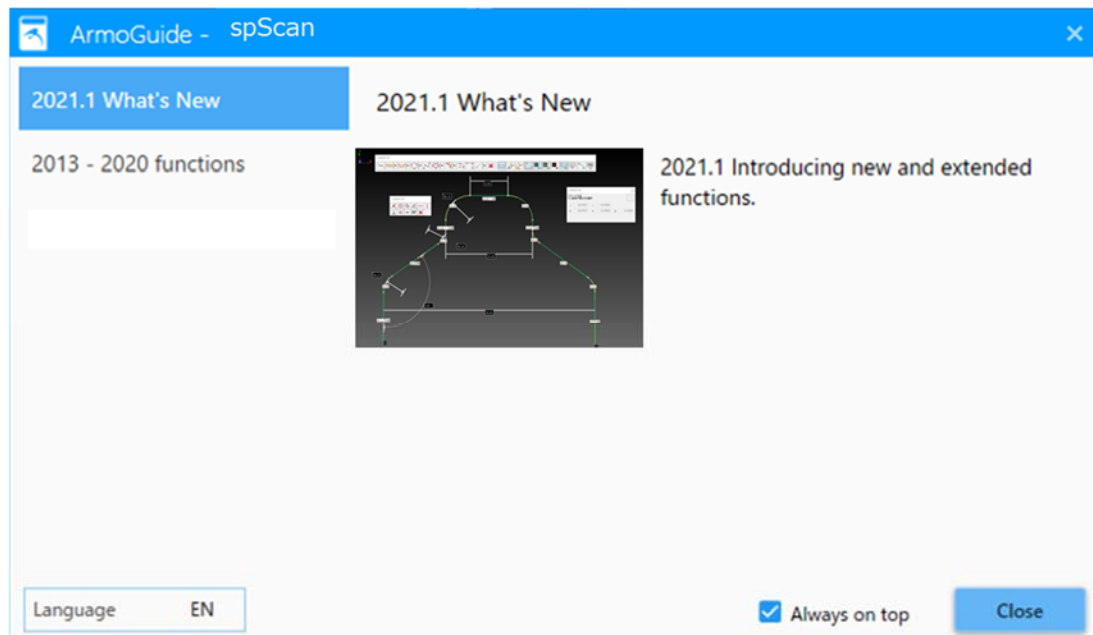 ArmoGuide - spScan
2021.1 What's New
2013 - 2020 functions
2021.1 What's New
2021.1 Introducing new and extended
functions.
Language EN
Always on top
Close